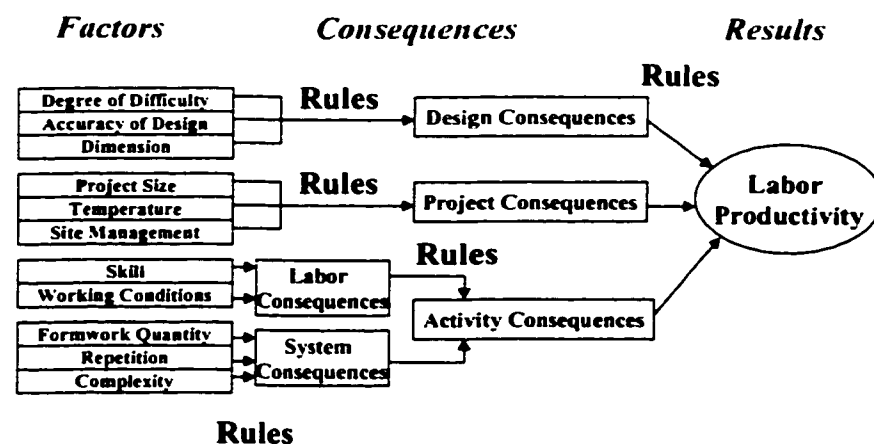 Factors Consequences Results
Rules
Degree of Difficulty
Accuracy of Design
Dimension
Rules
Design Consequences
Project Size
Temperature
Site Management
Rules
Project Consequences
Labor
Productivity
Skill
Working Conditions
Labor
Consequences
Rules
Activity Consequences
Formwork Quantity
Repetition
Complexity
System
Consequences
Rules